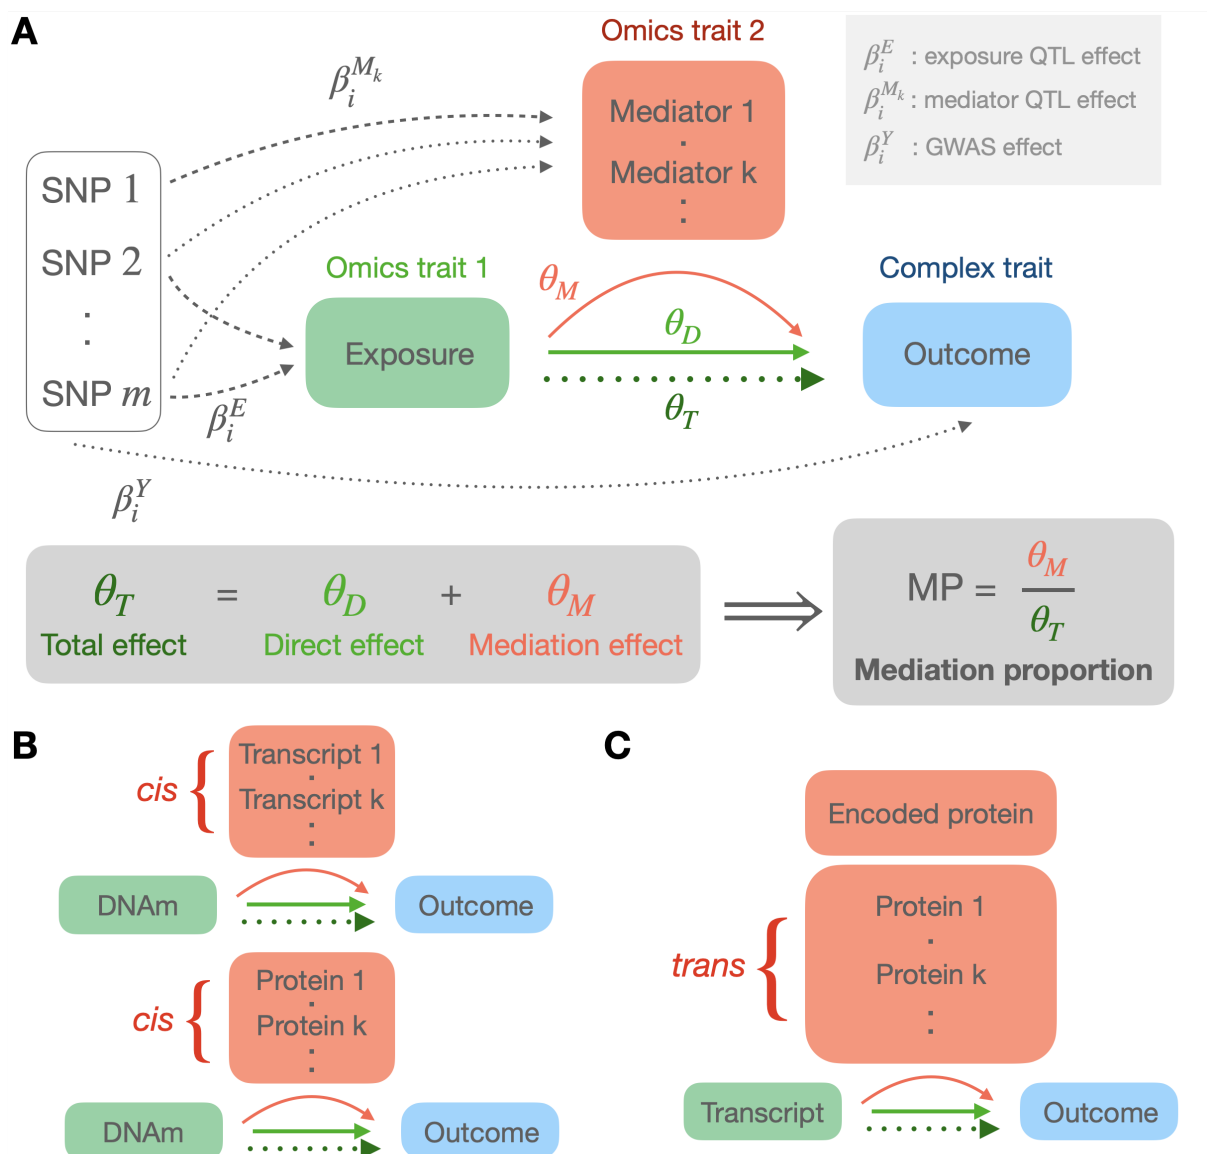 A
Omics trait 2
β_i^{M_k}
Mediator 1
.
Mediator k
:
β_i^E : exposure QTL effect
β_i^{M_k} : mediator QTL effect
β_i^Y : GWAS effect
SNP 1
SNP 2
:
SNP m
Omics trait 1
Exposure
θ_M
θ_D
θ_T
Complex trait
Outcome
β_i^E
β_i^Y
θ_T = θ_D + θ_M
Total effect Direct effect Mediation effect
⟹
MP = θ_M / θ_T
Mediation proportion
B
cis {
Transcript 1
.
Transcript k
:
DNAm
Outcome
cis {
Protein 1
.
Protein k
:
DNAm
Outcome
C
Encoded protein
trans {
Protein 1
.
Protein k
:
Transcript
Outcome